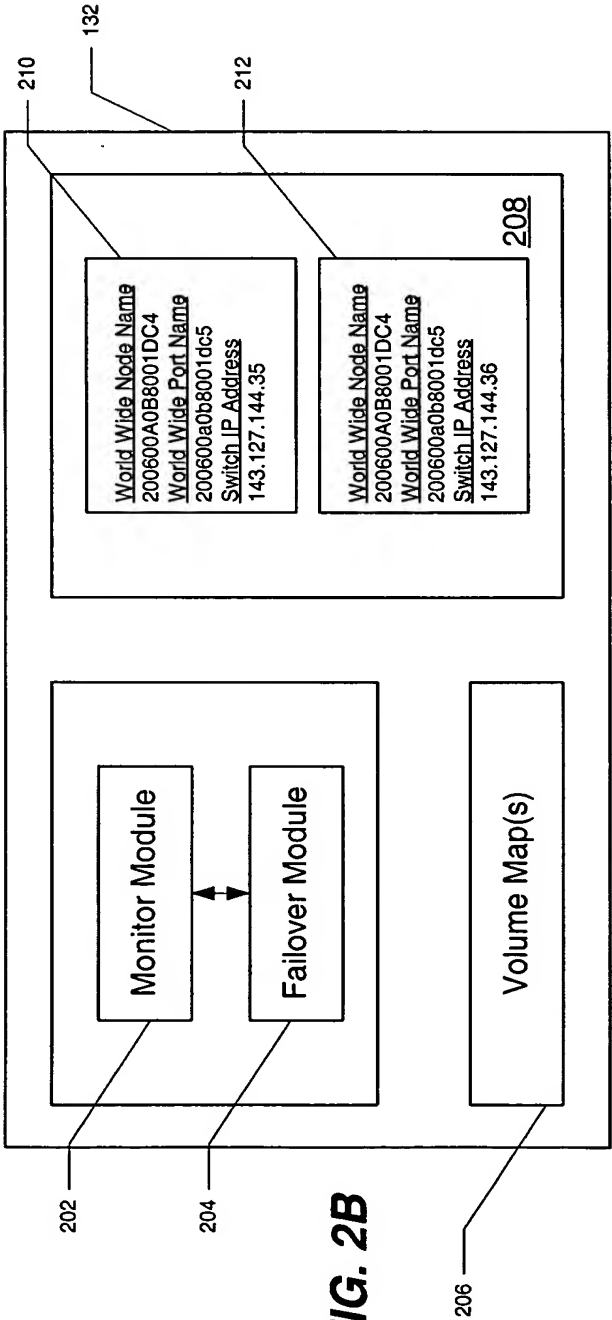 210
132
212
World Wide Node Name
200600A0B8001DC4
World Wide Port Name
200600a0b8001dc5
Switch IP Address
143.127.144.35
World Wide Node Name
200600A0B8001DC4
World Wide Port Name
200600a0b8001dc5
Switch IP Address
143.127.144.36
208
Monitor Module
Failover Module
Volume Map(s)
202
204
206
IG. 2B